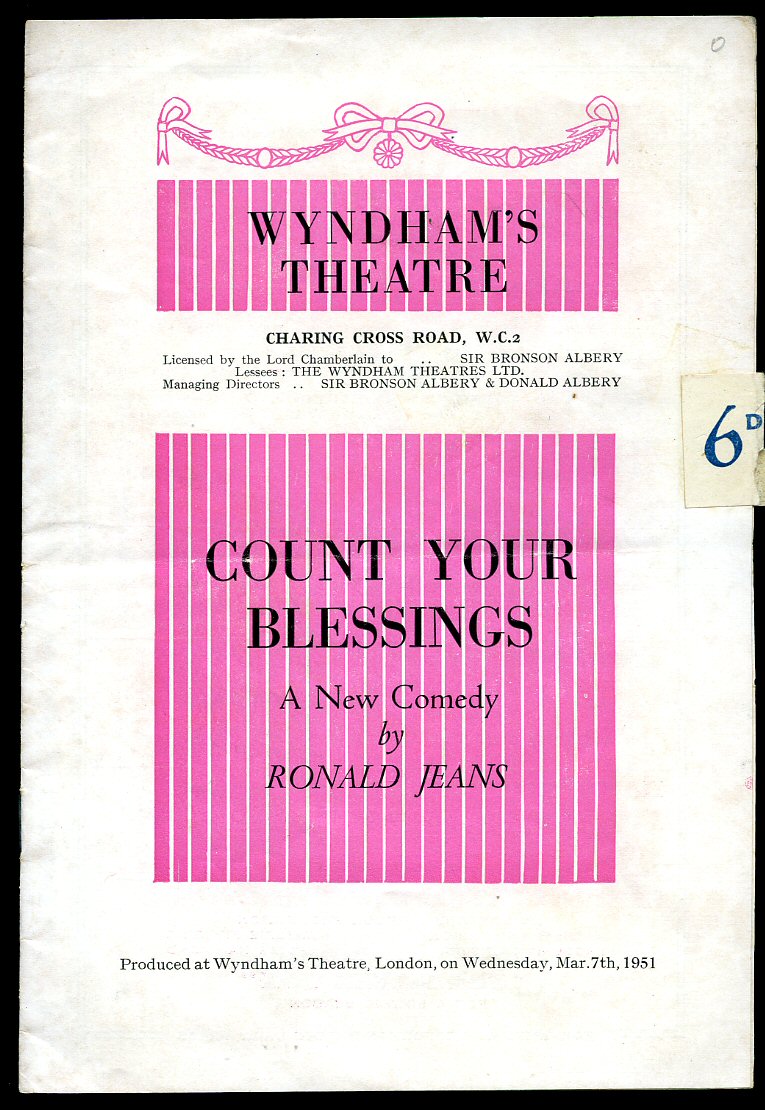 WYNDHAM'S
THEATRE
CHARING CROSS ROAD, W.C.2
Licensed by the Lord Chamberlain to .. SIR BRONSON ALBERY
Lessees : THE WYNDHAM THEATRES LTD.
Managing Directors .. SIR BRONSON ALBERY & DONALD ALBERY
6D
COUNT YOUR
BLESSINGS
A New Comedy
by
RONALD JEANS
Produced at Wyndham's Theatre, London, on Wednesday, Mar.7th, 1951